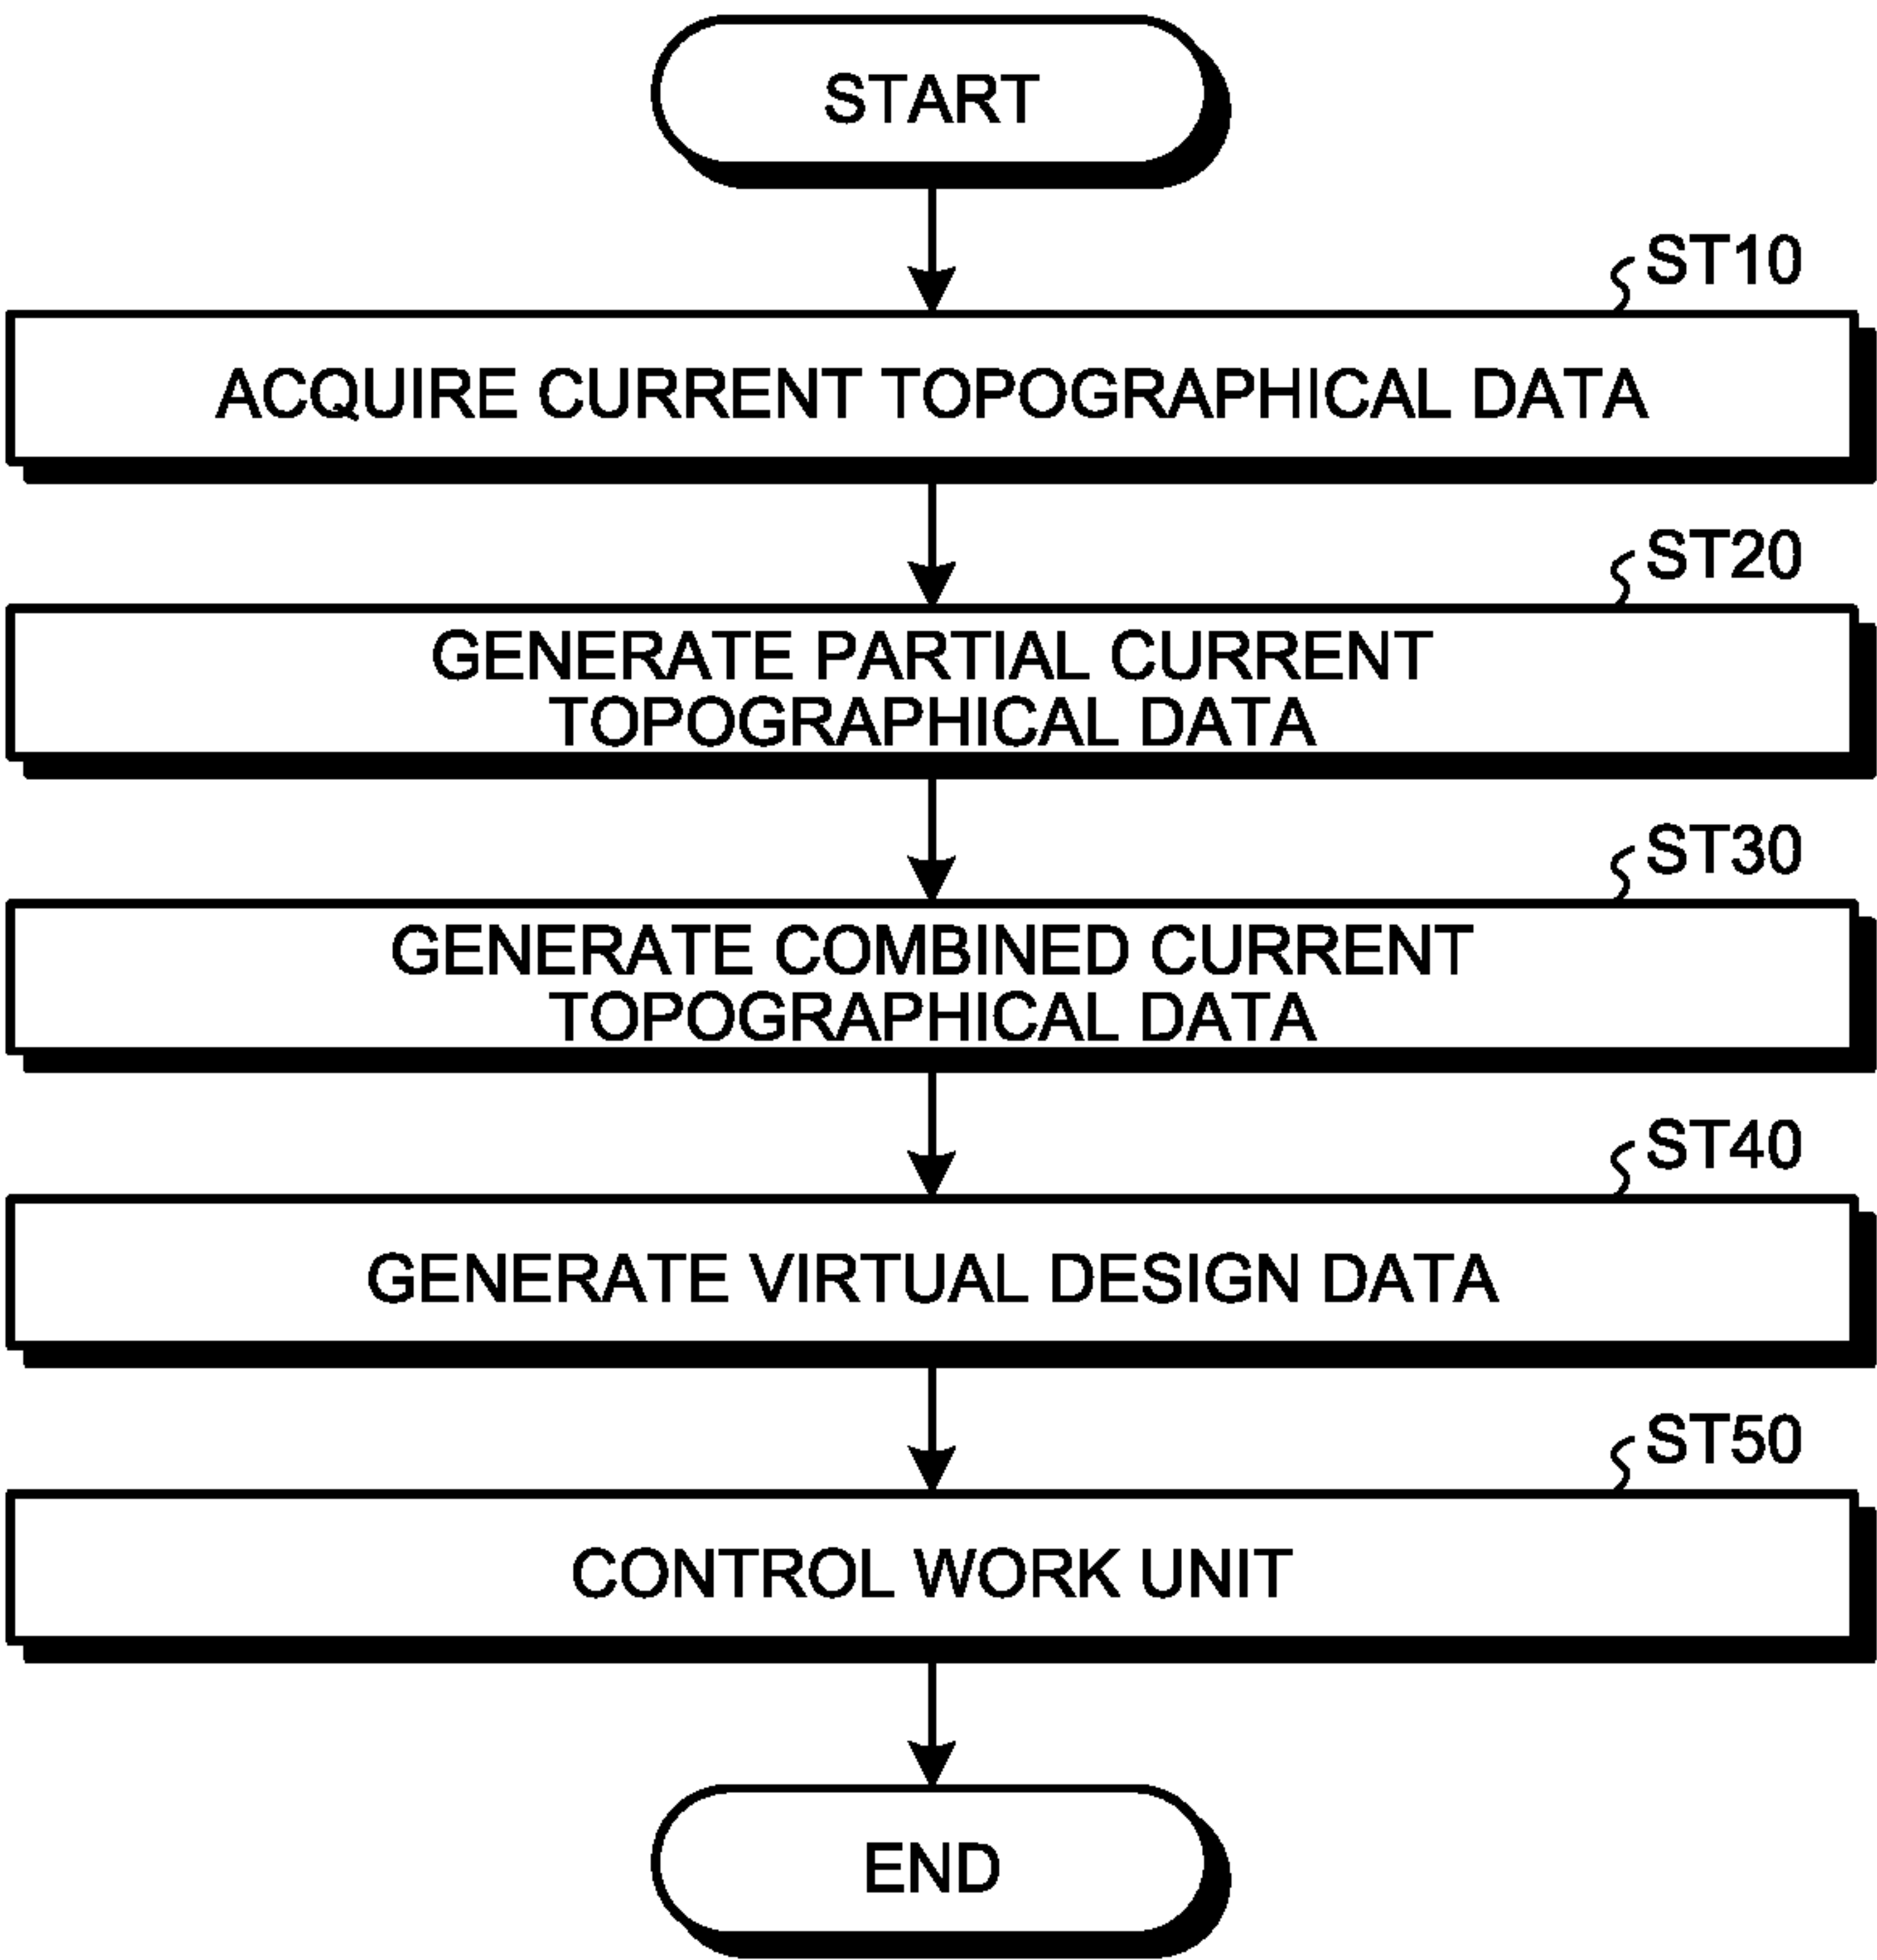 START
ST10
ACQUIRE CURRENT TOPOGRAPHICAL DATA
ST20
GENERATE PARTIAL CURRENT
TOPOGRAPHICAL DATA
ST30
GENERATE COMBINED CURRENT
TOPOGRAPHICAL DATA
ST40
GENERATE VIRTUAL DESIGN DATA
ST50
CONTROL WORK UNIT
END